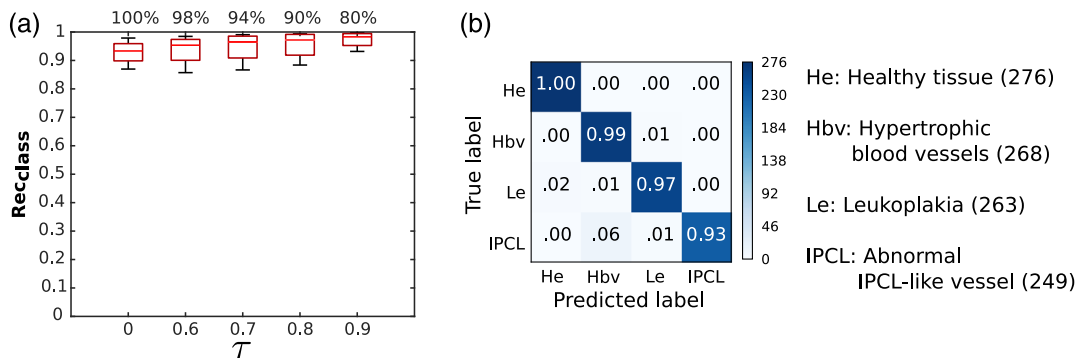 (a)
100% 98% 94% 90% 80%
1
0.9
0.8
0.7
0.6
0.5
0.4
0.3
0.2
0.1
0
Rec_class
0 0.6 0.7 0.8 0.9
τ
(b)
True label
He 1.00 .00 .00 .00
Hbv .00 0.99 .01 .00
Le .02 .01 0.97 .00
IPCL .00 .06 .01 0.93
He Hbv Le IPCL
Predicted label
276
230
184
138
92
46
0
He: Healthy tissue (276)
Hbv: Hypertrophic
blood vessels (268)
Le: Leukoplakia (263)
IPCL: Abnormal
IPCL-like vessel (249)